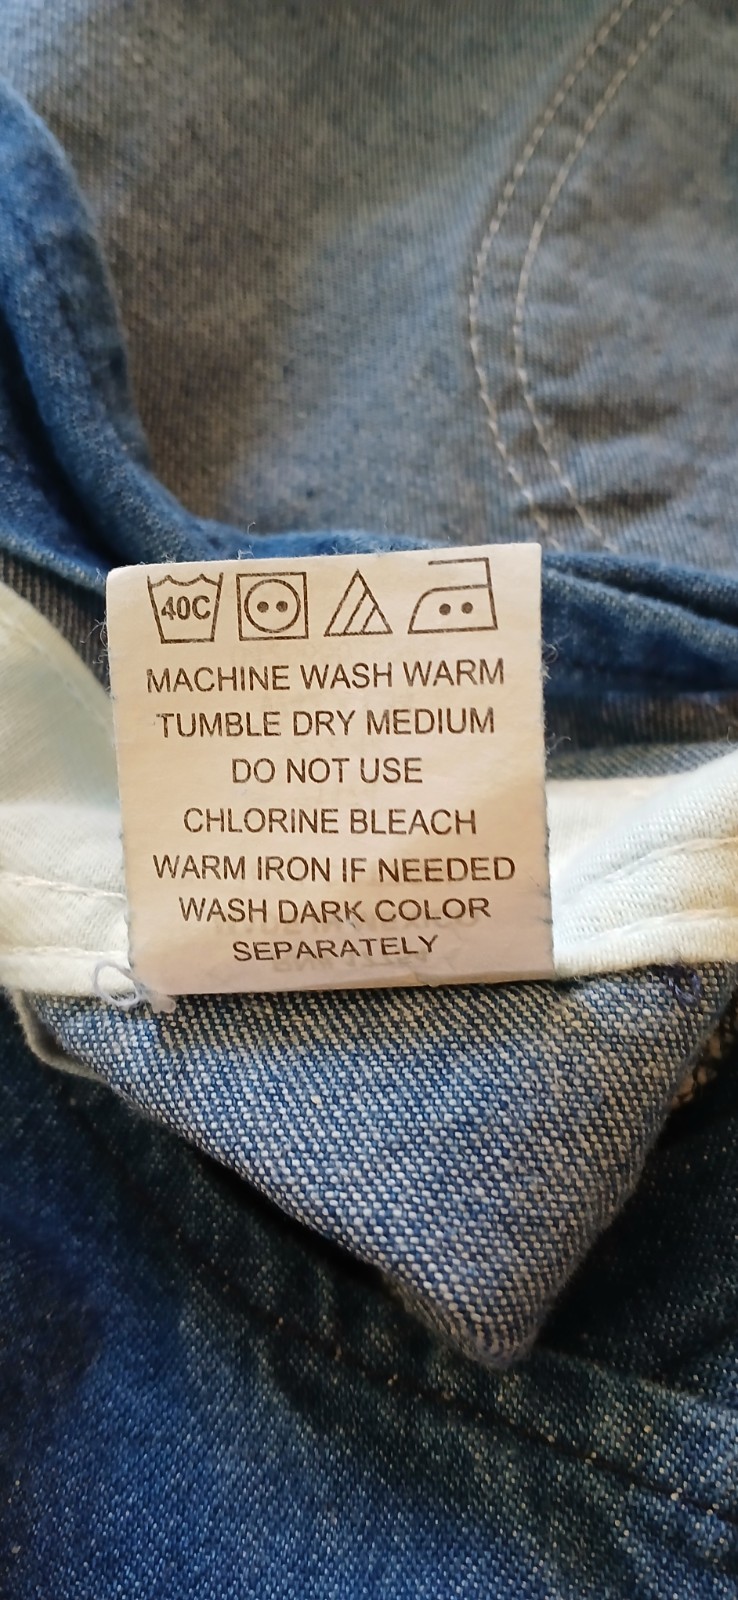 40C
MACHINE WASH WARM
TUMBLE DRY MEDIUM
DO NOT USE
CHLORINE BLEACH
WARM IRON IF NEEDED
WASH DARK COLOR
SEPARATELY